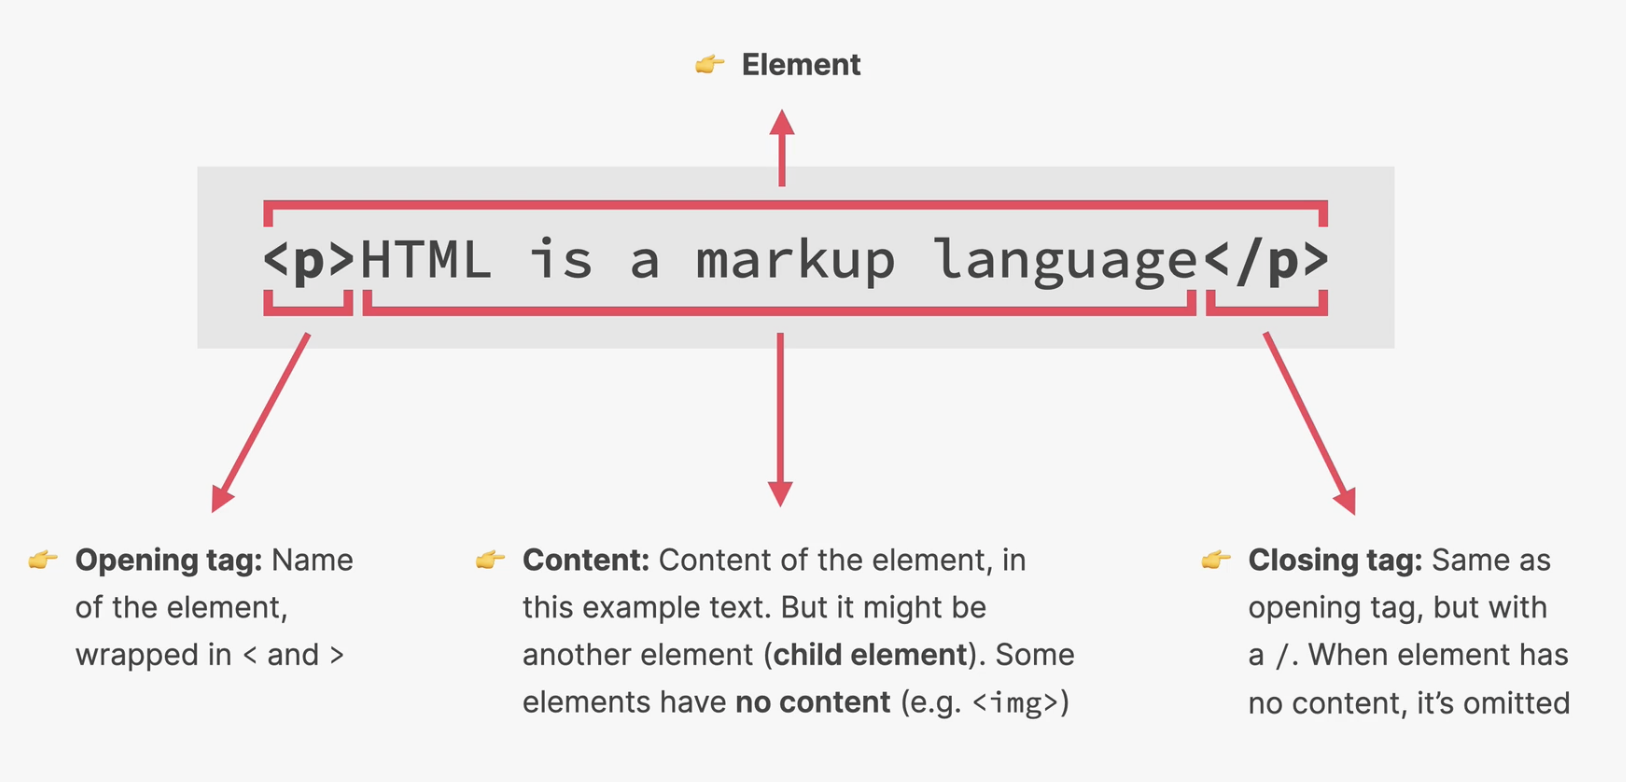 👉 Element
<p>HTML is a markup language</p>
👉 Opening tag: Name
of the element,
wrapped in < and >
👉 Content: Content of the element, in
this example text. But it might be
another element (child element). Some
elements have no content (e.g. <img>)
👉 Closing tag: Same as
opening tag, but with
a /. When element has
no content, it’s omitted